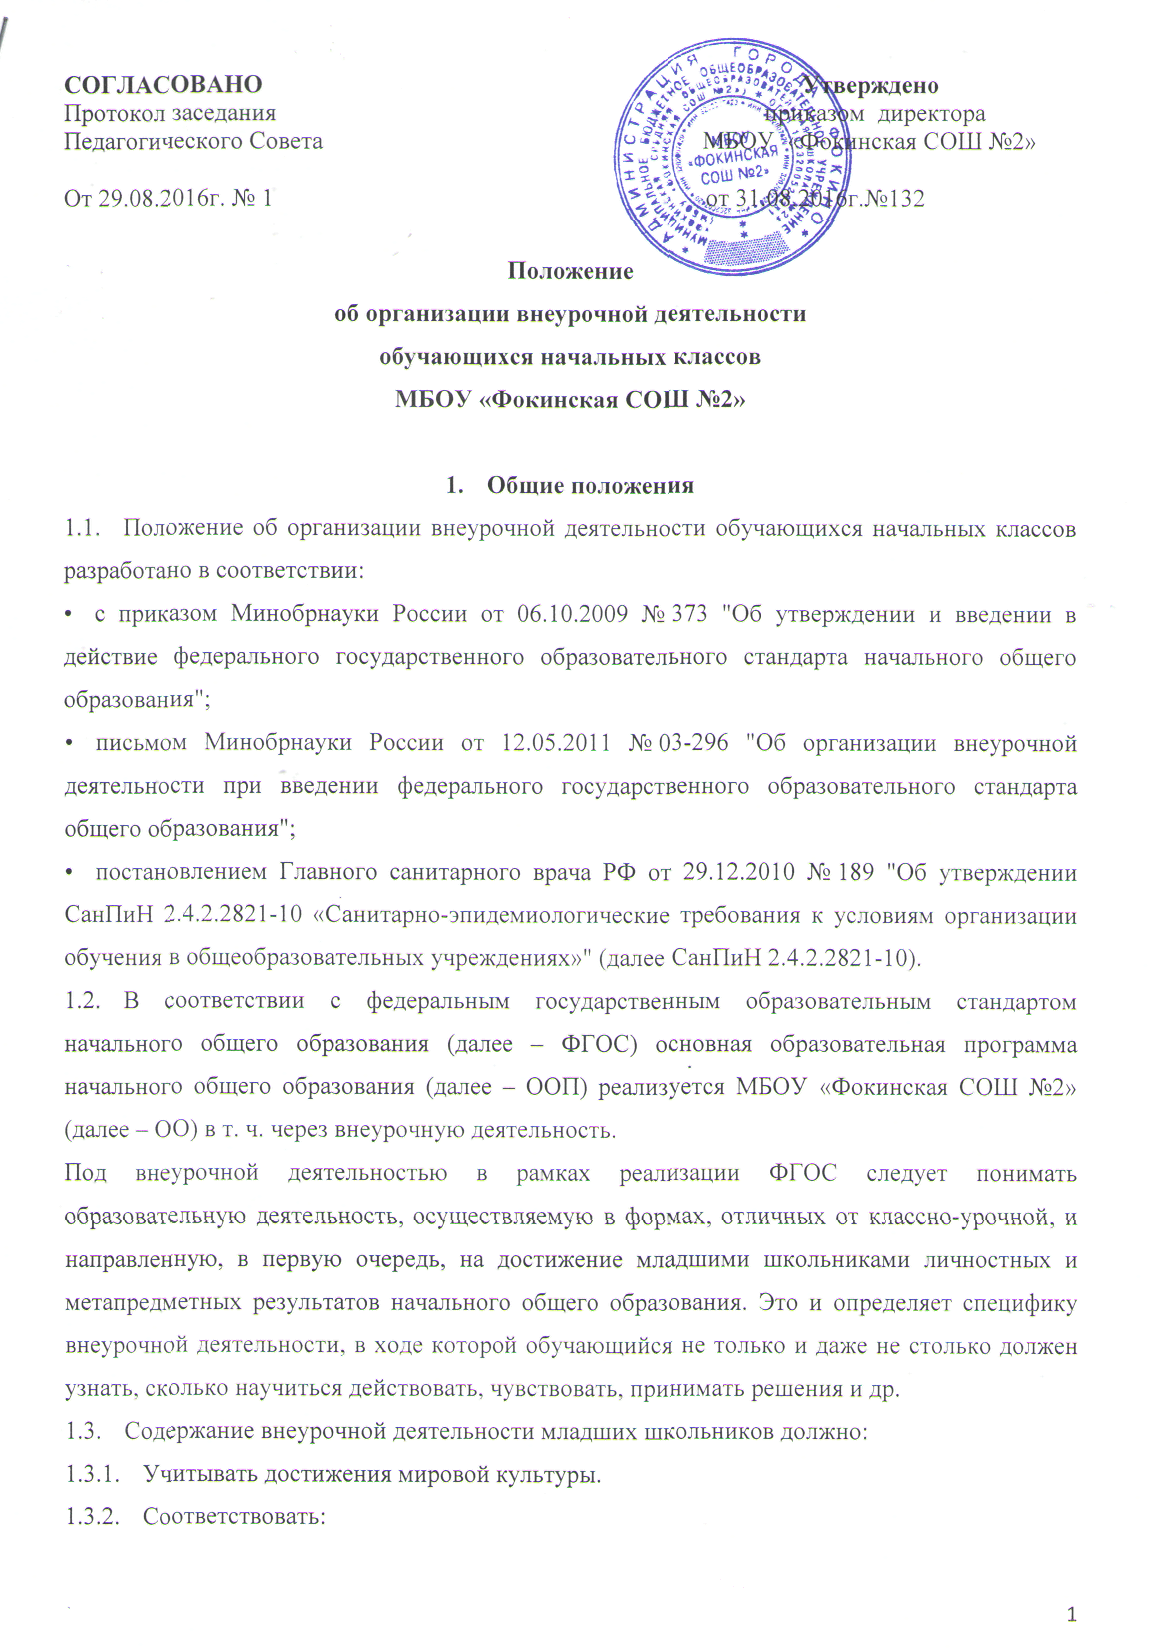 СОГЛАСОВАНО
Протокол заседания
Педагогического Совета
От 29.08.2016г. № 1
Утверждено
приказом директора
МБОУ «Фокинская СОШ №2»
от 31.08.2016г.№132
АДМИНИСТРАЦИЯ ГОРОДА ФОКИНО
МУНИЦИПАЛЬНОЕ БЮДЖЕТНОЕ ОБЩЕОБРАЗОВАТЕЛЬНОЕ УЧРЕЖДЕНИЕ
МБОУ
«ФОКИНСКАЯ
СОШ №2»
Положение
об организации внеурочной деятельности
обучающихся начальных классов
МБОУ «Фокинская СОШ №2»
1. Общие положения
1.1. Положение об организации внеурочной деятельности обучающихся начальных классов
разработано в соответствии:
• с приказом Минобрнауки России от 06.10.2009 № 373 "Об утверждении и введении в
действие федерального государственного образовательного стандарта начального общего
образования";
• письмом Минобрнауки России от 12.05.2011 № 03-296 "Об организации внеурочной
деятельности при введении федерального государственного образовательного стандарта
общего образования";
• постановлением Главного санитарного врача РФ от 29.12.2010 № 189 "Об утверждении
СанПиН 2.4.2.2821-10 «Санитарно-эпидемиологические требования к условиям организации
обучения в общеобразовательных учреждениях»" (далее СанПиН 2.4.2.2821-10).
1.2. В соответствии с федеральным государственным образовательным стандартом
начального общего образования (далее – ФГОС) основная образовательная программа
начального общего образования (далее – ООП) реализуется МБОУ «Фокинская СОШ №2»
(далее – ОО) в т. ч. через внеурочную деятельность.
Под внеурочной деятельностью в рамках реализации ФГОС следует понимать
образовательную деятельность, осуществляемую в формах, отличных от классно-урочной, и
направленную, в первую очередь, на достижение младшими школьниками личностных и
метапредметных результатов начального общего образования. Это и определяет специфику
внеурочной деятельности, в ходе которой обучающийся не только и даже не столько должен
узнать, сколько научиться действовать, чувствовать, принимать решения и др.
1.3. Содержание внеурочной деятельности младших школьников должно:
1.3.1. Учитывать достижения мировой культуры.
1.3.2. Соответствовать:
1